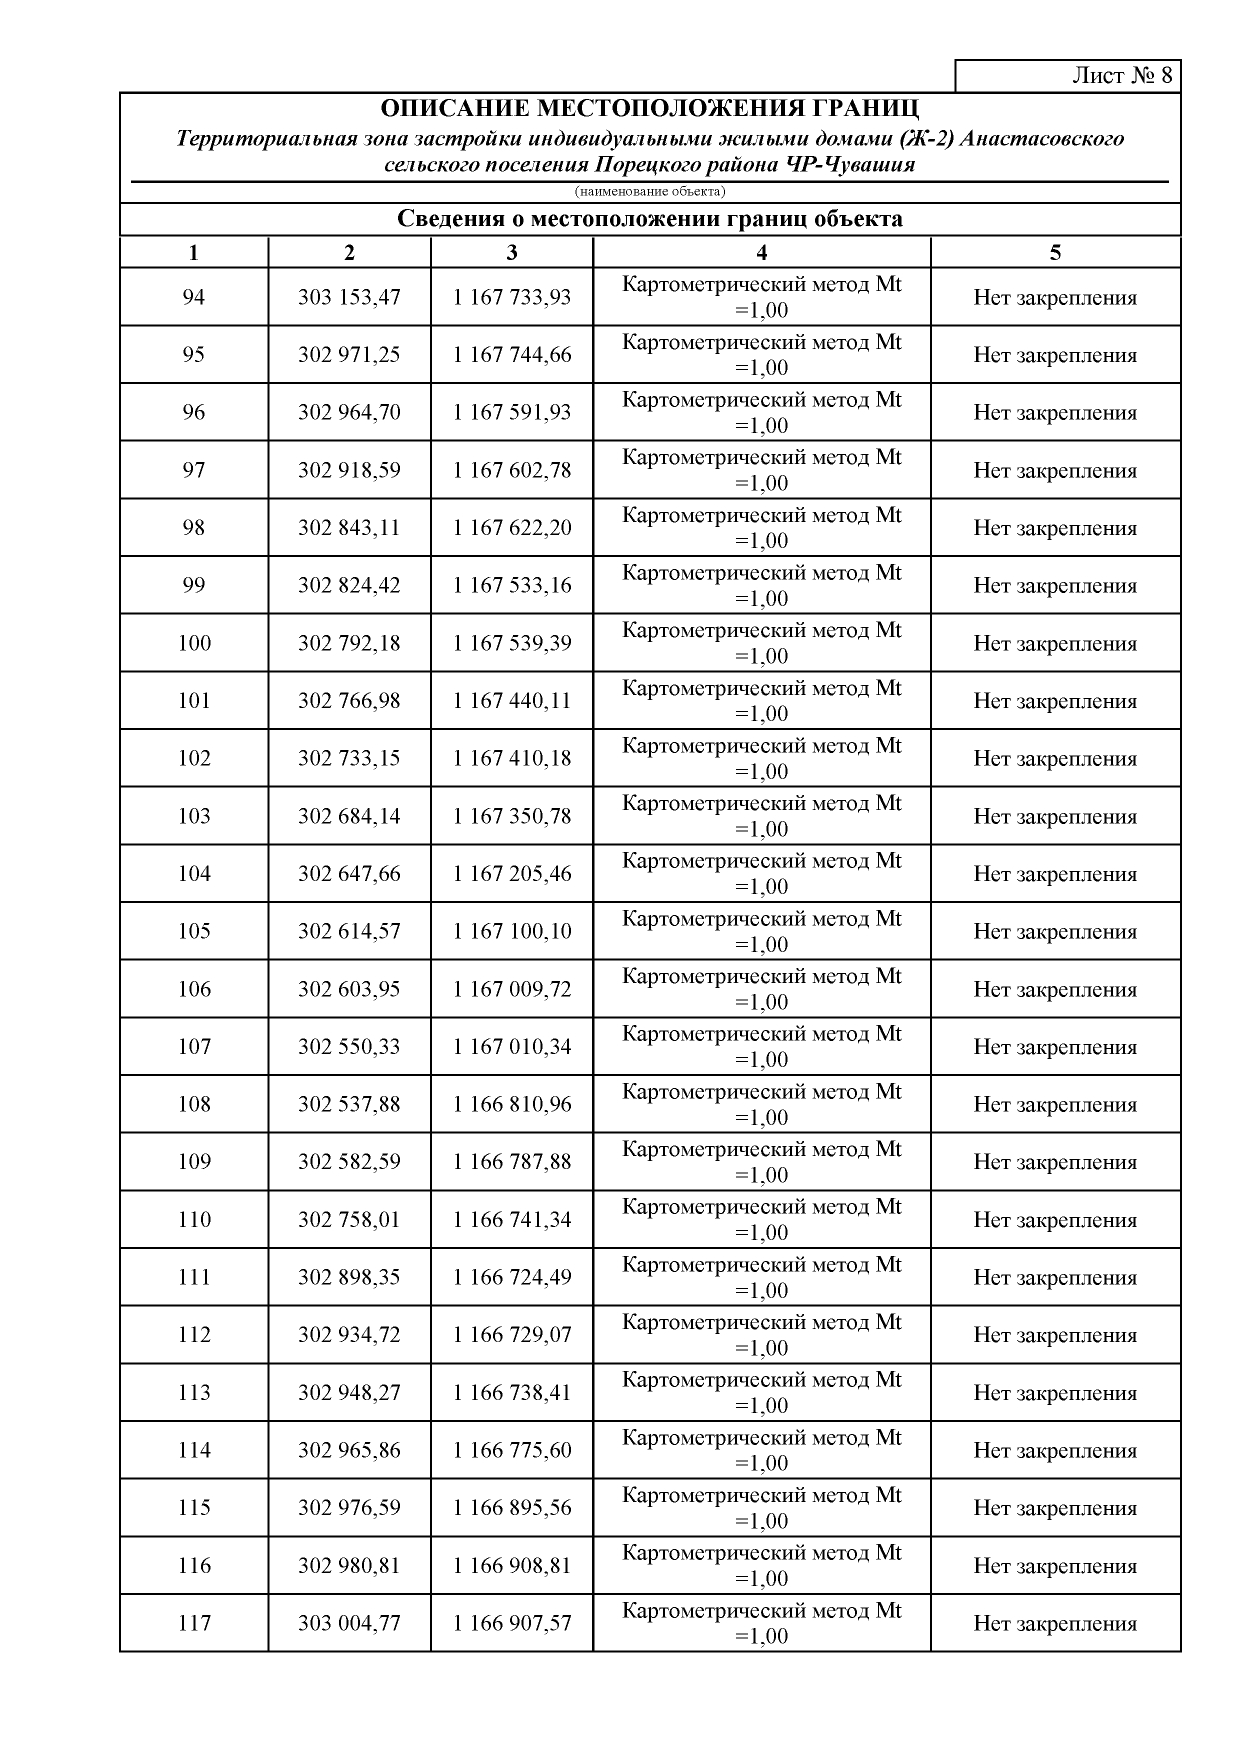 Лист № 8
ОПИСАНИЕ МЕСТОПОЛОЖЕНИЯ ГРАНИЦ
Территориальная зона застройки индивидуальными жилыми домами (Ж-2) Анастасовского
сельского поселения Порецкого района ЧР-Чувашия
(наименование объекта)
Сведения о местоположении границ объекта
1 2 3 4 5
94 303 153,47 1 167 733,93 Картометрический метод Mt
=1,00 Нет закрепления
95 302 971,25 1 167 744,66 Картометрический метод Mt
=1,00 Нет закрепления
96 302 964,70 1 167 591,93 Картометрический метод Mt
=1,00 Нет закрепления
97 302 918,59 1 167 602,78 Картометрический метод Mt
=1,00 Нет закрепления
98 302 843,11 1 167 622,20 Картометрический метод Mt
=1,00 Нет закрепления
99 302 824,42 1 167 533,16 Картометрический метод Mt
=1,00 Нет закрепления
100 302 792,18 1 167 539,39 Картометрический метод Mt
=1,00 Нет закрепления
101 302 766,98 1 167 440,11 Картометрический метод Mt
=1,00 Нет закрепления
102 302 733,15 1 167 410,18 Картометрический метод Mt
=1,00 Нет закрепления
103 302 684,14 1 167 350,78 Картометрический метод Mt
=1,00 Нет закрепления
104 302 647,66 1 167 205,46 Картометрический метод Mt
=1,00 Нет закрепления
105 302 614,57 1 167 100,10 Картометрический метод Mt
=1,00 Нет закрепления
106 302 603,95 1 167 009,72 Картометрический метод Mt
=1,00 Нет закрепления
107 302 550,33 1 167 010,34 Картометрический метод Mt
=1,00 Нет закрепления
108 302 537,88 1 166 810,96 Картометрический метод Mt
=1,00 Нет закрепления
109 302 582,59 1 166 787,88 Картометрический метод Mt
=1,00 Нет закрепления
110 302 758,01 1 166 741,34 Картометрический метод Mt
=1,00 Нет закрепления
111 302 898,35 1 166 724,49 Картометрический метод Mt
=1,00 Нет закрепления
112 302 934,72 1 166 729,07 Картометрический метод Mt
=1,00 Нет закрепления
113 302 948,27 1 166 738,41 Картометрический метод Mt
=1,00 Нет закрепления
114 302 965,86 1 166 775,60 Картометрический метод Mt
=1,00 Нет закрепления
115 302 976,59 1 166 895,56 Картометрический метод Mt
=1,00 Нет закрепления
116 302 980,81 1 166 908,81 Картометрический метод Mt
=1,00 Нет закрепления
117 303 004,77 1 166 907,57 Картометрический метод Mt
=1,00 Нет закрепления